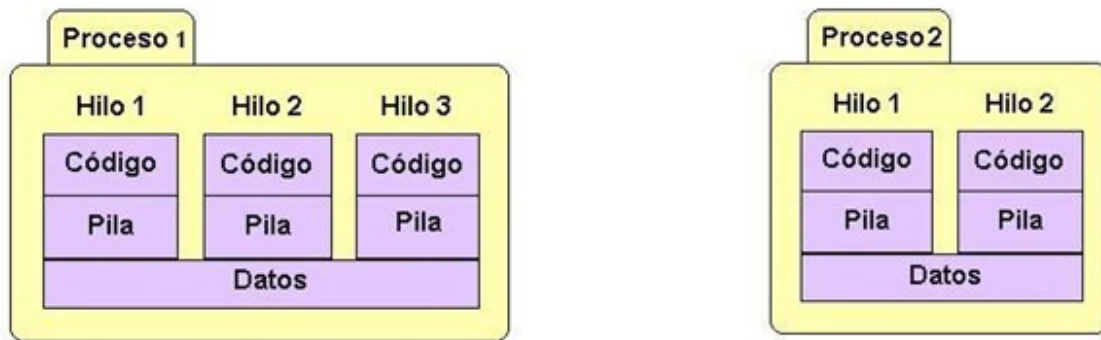 Proceso 1
Hilo 1 Hilo 2 Hilo 3
Código Código Código
Pila Pila Pila
Datos
Proceso2
Hilo 1 Hilo 2
Código Código
Pila Pila
Datos